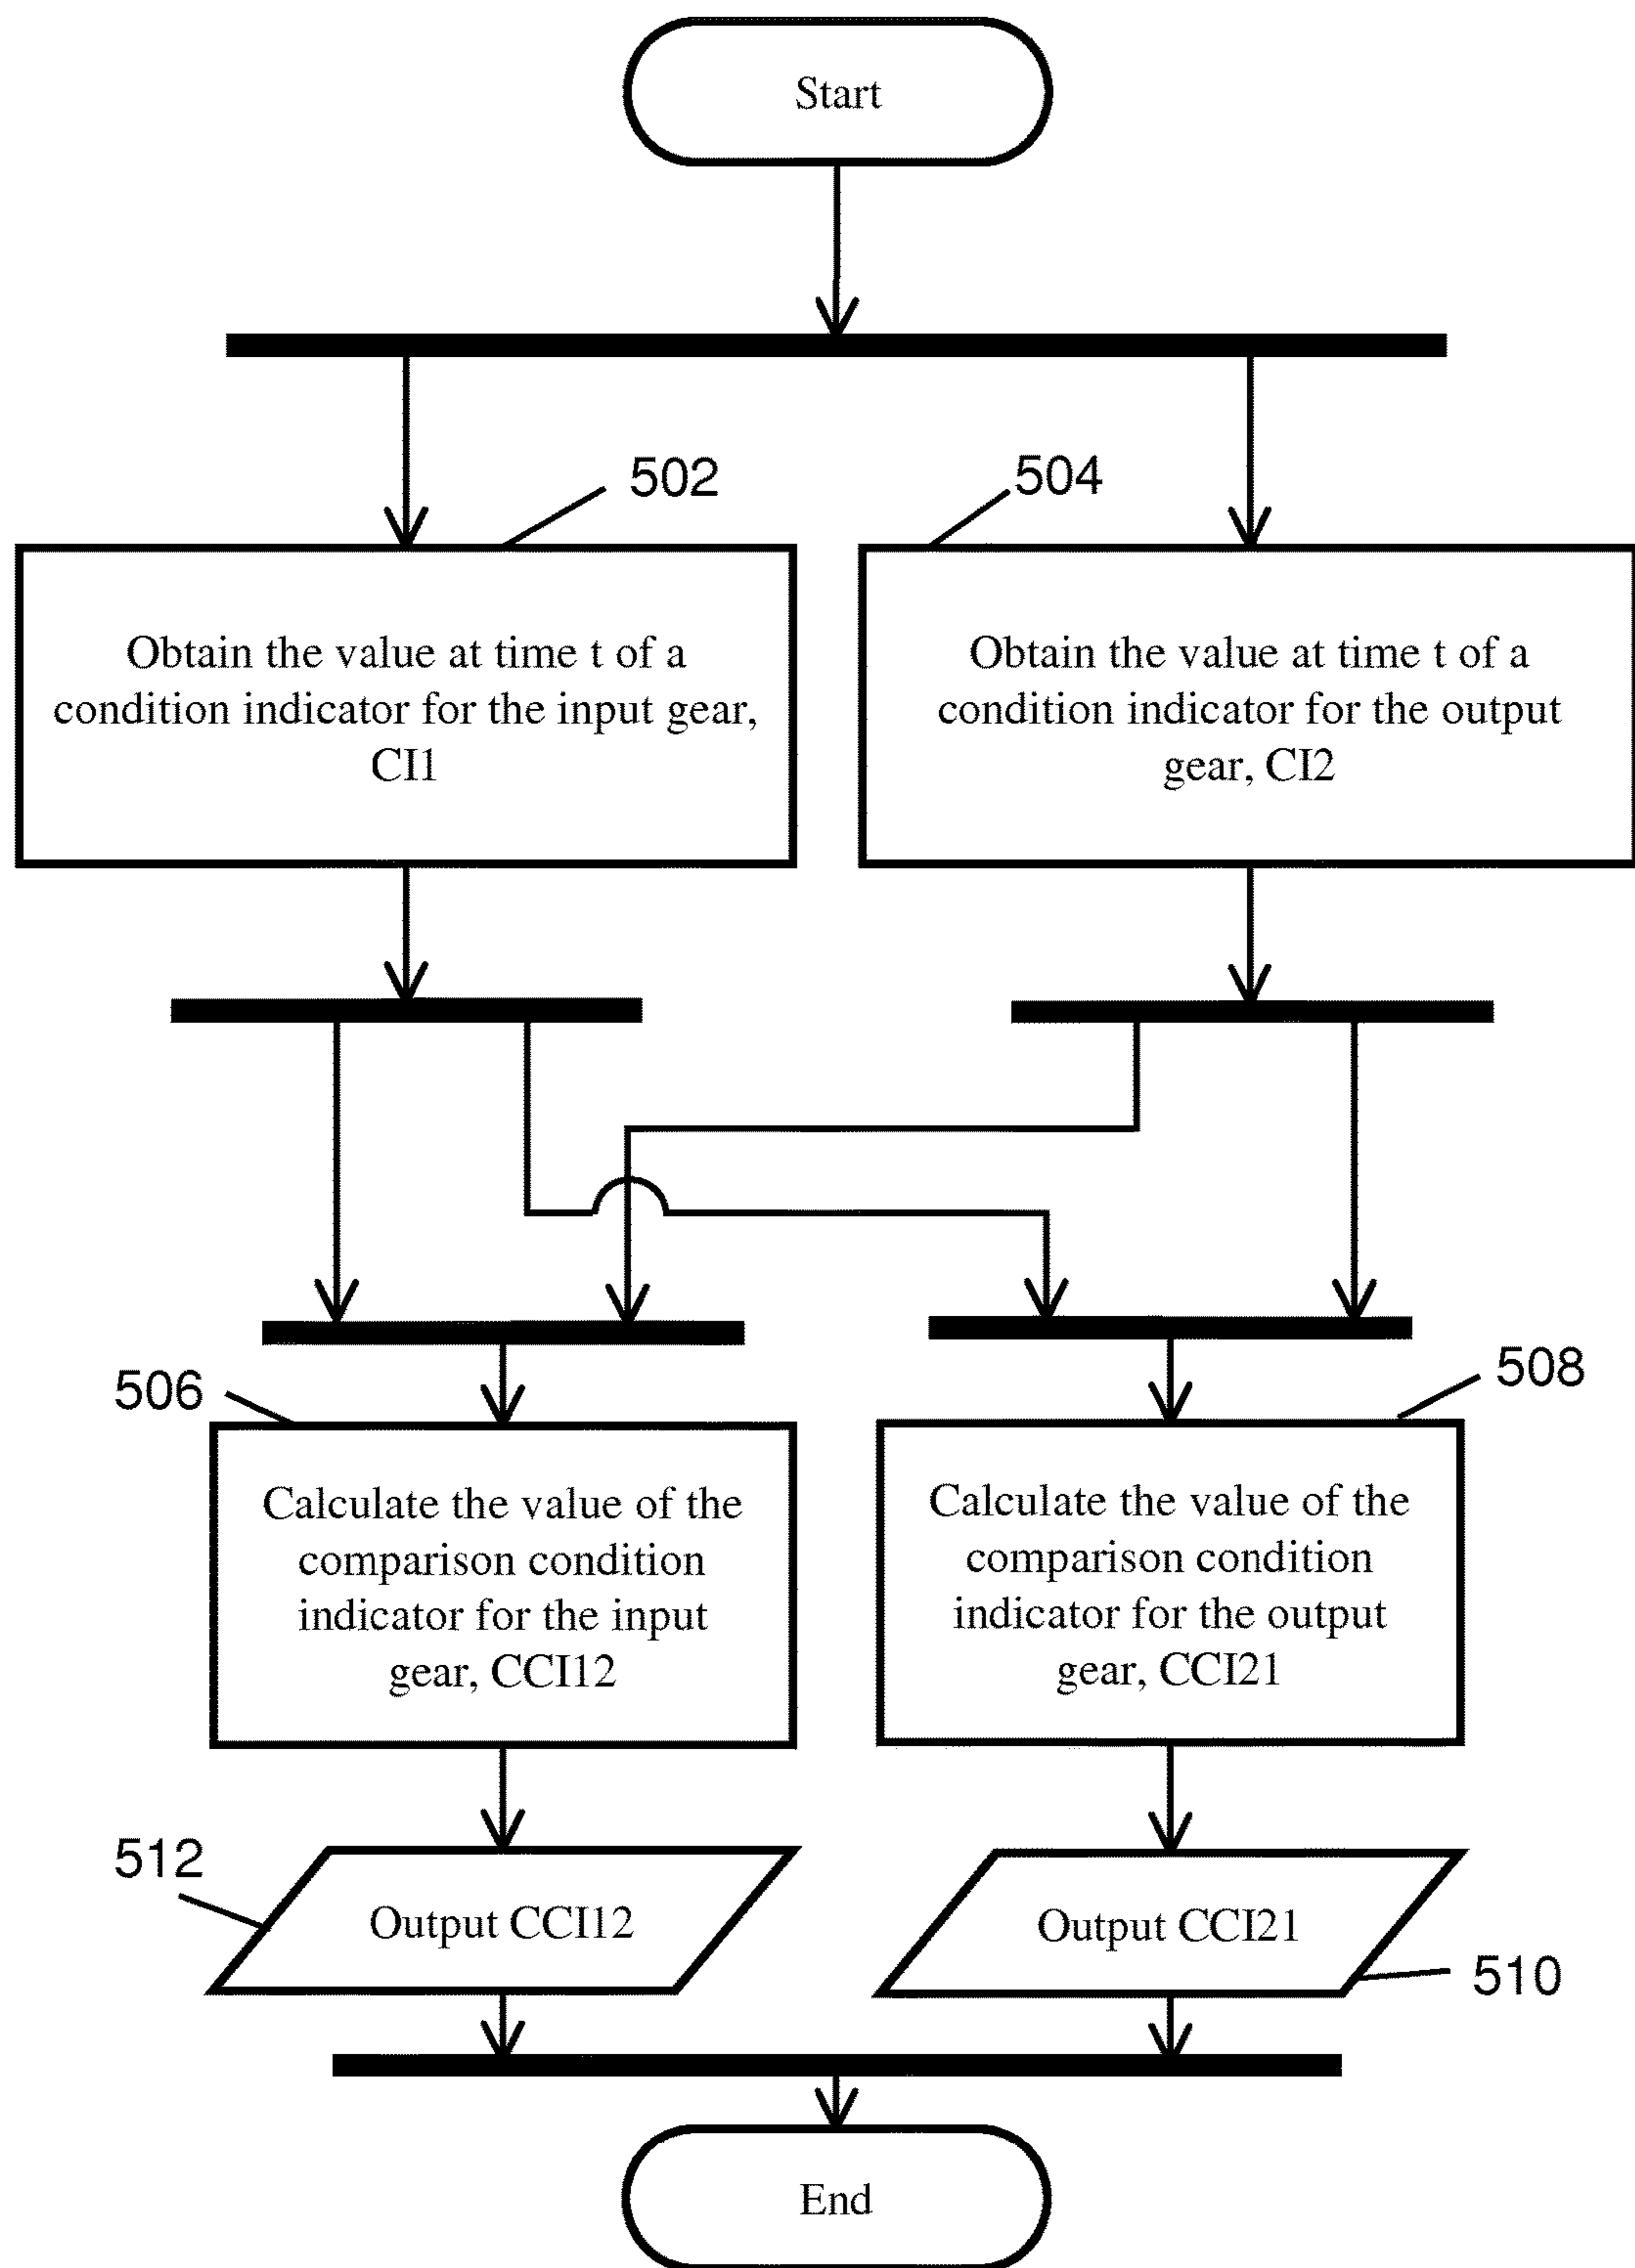 Start
502
504
Obtain the value at time t of a
condition indicator for the input gear,
CI1
Obtain the value at time t of a
condition indicator for the output
gear, CI2
506
508
Calculate the value of the
comparison condition
indicator for the input
gear, CCI12
Calculate the value of the
comparison condition
indicator for the output
gear, CCI21
512
Output CCI12
Output CCI21
510
End